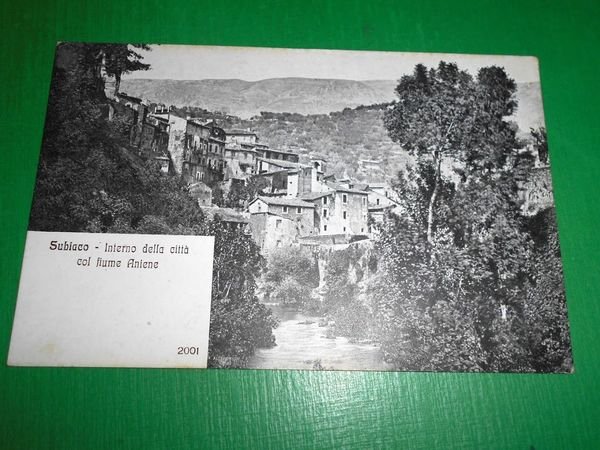 Subiaco - Interno della città
col fiume Aniene
2001